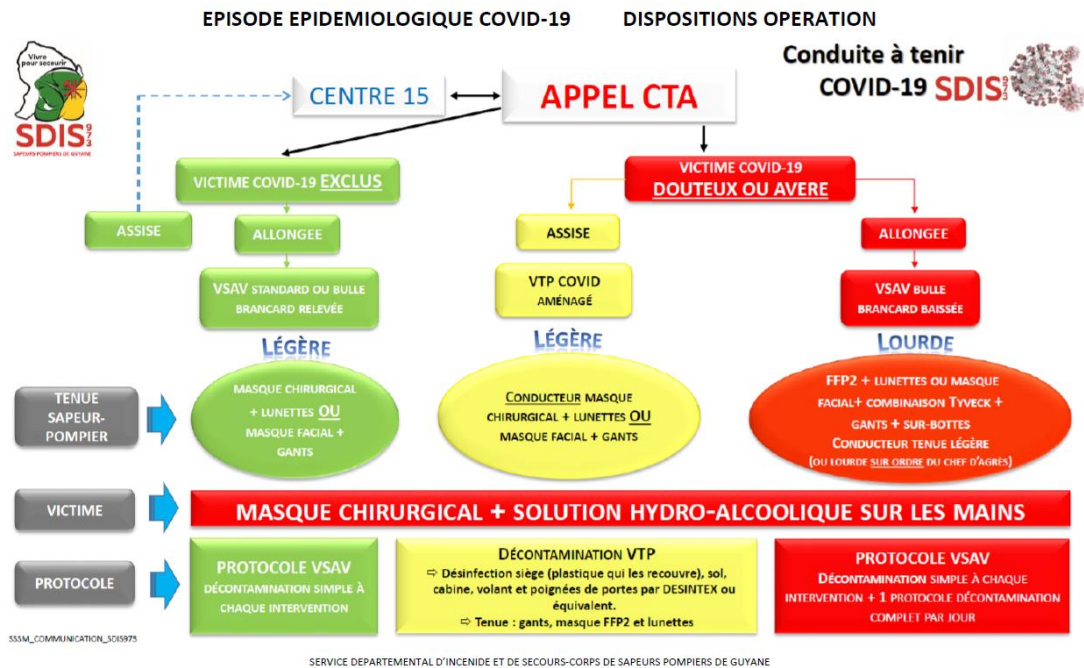 EPISODE EPIDEMIOLOGIQUE COVID-19 DISPOSITIONS OPERATION
Vivre
pour secourir
SDIS 973
SAPEURS-POMPIERS DE GUYANE
Conduite à tenir
COVID-19 SDIS 973
CENTRE 15
APPEL CTA
VICTIME COVID-19 EXCLUS
VICTIME COVID-19
DOUTEUX OU AVERE
ASSISE
ALLONGEE
ASSISE
ALLONGEE
VSAV STANDARD OU BULLE
BRANCARD RELEVÉE
VTP COVID
AMÉNAGÉ
VSAV BULLE
BRANCARD BAISSÉE
LÉGÈRE
LÉGÈRE
LOURDE
TENUE
SAPEUR-
POMPIER
MASQUE CHIRURGICAL
+ LUNETTES OU
MASQUE FACIAL +
GANTS
CONDUCTEUR MASQUE
CHIRURGICAL + LUNETTES OU
MASQUE FACIAL + GANTS
FFP2 + LUNETTES OU MASQUE
FACIAL+ COMBINAISON TYVECK +
GANTS + SUR-BOTTES
CONDUCTEUR TENUE LÉGÈRE
(OU LOURDE SUR ORDRE DU CHEF D'AGRÈS)
VICTIME
MASQUE CHIRURGICAL + SOLUTION HYDRO-ALCOOLIQUE SUR LES MAINS
PROTOCOLE
PROTOCOLE VSAV
DÉCONTAMINATION SIMPLE À
CHAQUE INTERVENTION
DÉCONTAMINATION VTP
⇨ Désinfection siège (plastique qui les recouvre), sol,
cabine, volant et poignées de portes par DESINTEX ou
équivalent.
⇨ Tenue : gants, masque FFP2 et lunettes
PROTOCOLE VSAV
DÉCONTAMINATION SIMPLE À CHAQUE
INTERVENTION + 1 PROTOCOLE DÉCONTAMINATION
COMPLET PAR JOUR
SSSM_COMMUNICATION_SDIS973
SERVICE DEPARTEMENTAL D'INCENIDE ET DE SECOURS-CORPS DE SAPEURS POMPIERS DE GUYANE